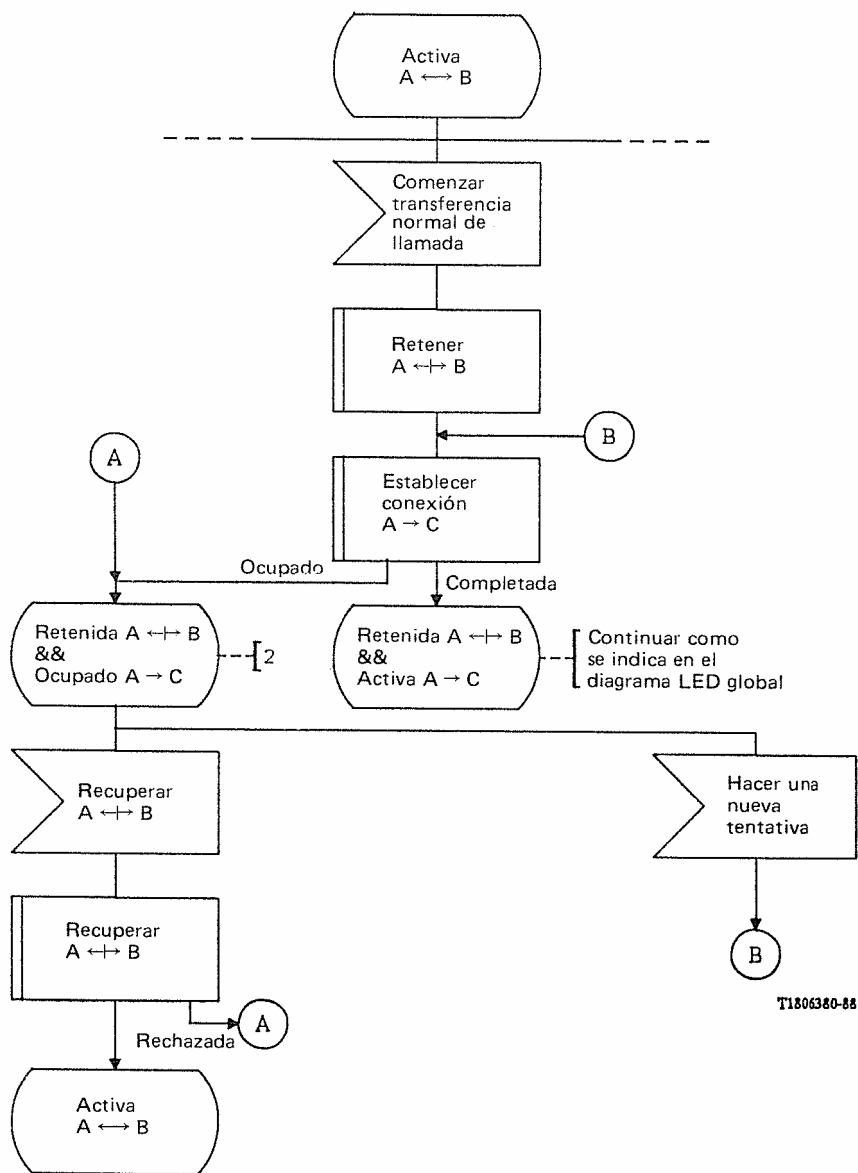 Activa
A ←→ B
Comenzar
transferencia
normal de
llamada
Retener
A ←+→ B
B
A
Establecer
conexión
A → C
Ocupado
Completada
Retenida A ←+→ B
&&
Ocupado A → C
2
Retenida A ←+→ B
&&
Activa A → C
Continuar como
se indica en el
diagrama LED global
Recuperar
A ←+→ B
Hacer una
nueva
tentativa
Recuperar
A ←+→ B
B
T1806380-88
A
Rechazada
Activa
A ←→ B